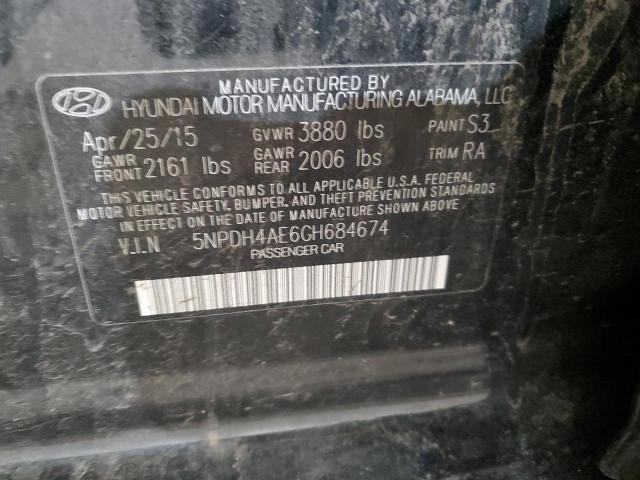 MANUFACTURED BY
HYUNDAI MOTOR MANUFACTURING ALABAMA, LLC
Apr/25/15 GVWR 3880 lbs PAINT S3
GAWR FRONT 2161 lbs GAWR REAR 2006 lbs TRIM RA
THIS VEHICLE CONFORMS TO ALL APPLICABLE U.S.A. FEDERAL
MOTOR VEHICLE SAFETY, BUMPER, AND THEFT PREVENTION STANDARDS
IN EFFECT ON THE DATE OF MANUFACTURE SHOWN ABOVE
V.I.N 5NPDH4AE6GH684674
PASSENGER CAR